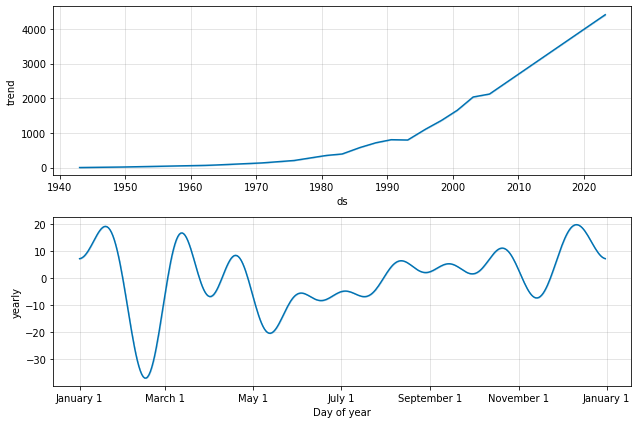 4000
3000
2000
1000
0
trend
1940 1950 1960 1970 1980 1990 2000 2010 2020
ds
20
10
0
−10
−20
−30
yearly
January 1 March 1 May 1 July 1 September 1 November 1 January 1
Day of year